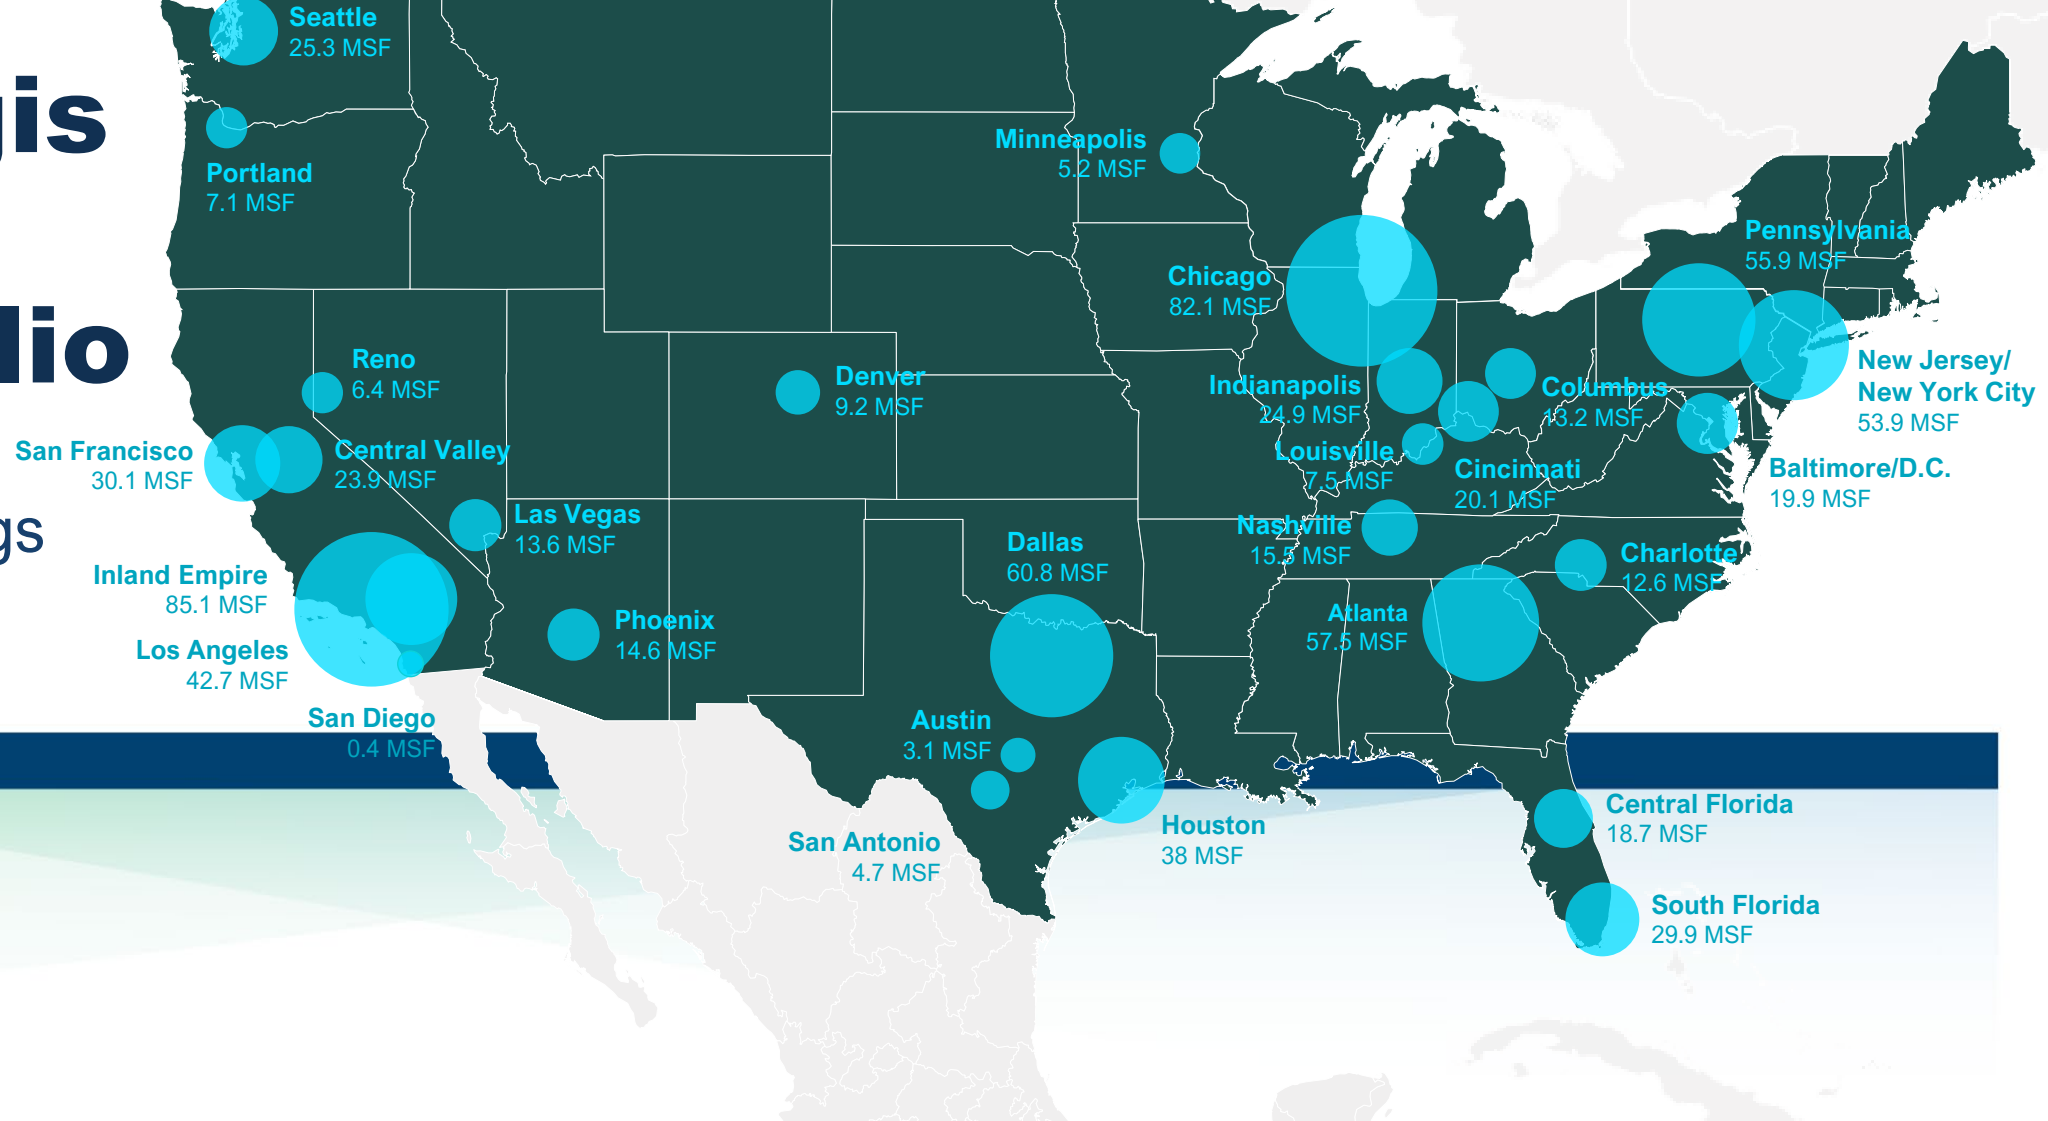 gis
lio
gs
Seattle
25.3 MSF
Portland
7.1 MSF
Minneapolis
5.2 MSF
Pennsylvania
55.9 MSF
Chicago
82.1 MSF
Reno
6.4 MSF
Denver
9.2 MSF
Indianapolis
24.9 MSF
Columbus
13.2 MSF
New Jersey/
New York City
53.9 MSF
San Francisco
30.1 MSF
Central Valley
23.9 MSF
Louisville
7.5 MSF
Cincinnati
20.1 MSF
Baltimore/D.C.
19.9 MSF
Las Vegas
13.6 MSF
Nashville
15.5 MSF
Dallas
60.8 MSF
Charlotte
12.6 MSF
Inland Empire
85.1 MSF
Phoenix
14.6 MSF
Atlanta
57.5 MSF
Los Angeles
42.7 MSF
San Diego
0.4 MSF
Austin
3.1 MSF
San Antonio
4.7 MSF
Houston
38 MSF
Central Florida
18.7 MSF
South Florida
29.9 MSF